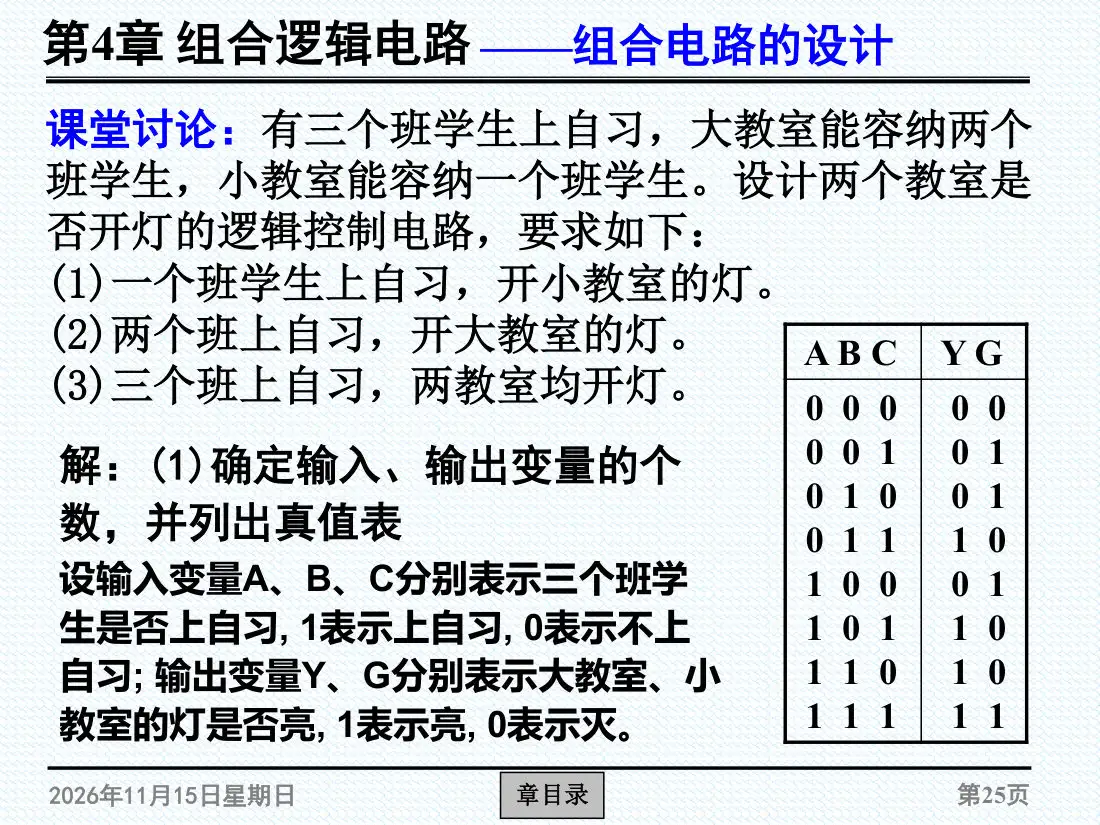 第4章 组合逻辑电路 ——组合电路的设计
课堂讨论：有三个班学生上自习，大教室能容纳两个
班学生，小教室能容纳一个班学生。设计两个教室是
否开灯的逻辑控制电路，要求如下：
(1)一个班学生上自习，开小教室的灯。
(2)两个班上自习，开大教室的灯。
(3)三个班上自习，两教室均开灯。
解：(1)确定输入、输出变量的个
数，并列出真值表
设输入变量A、B、C分别表示三个班学
生是否上自习, 1表示上自习, 0表示不上
自习; 输出变量Y、G分别表示大教室、小
教室的灯是否亮, 1表示亮, 0表示灭。
A B C Y G
0 0 0 0 0
0 0 1 0 1
0 1 0 0 1
0 1 1 1 0
1 0 0 0 1
1 0 1 1 0
1 1 0 1 0
1 1 1 1 1
2026年11月15日星期日 章目录 第25页